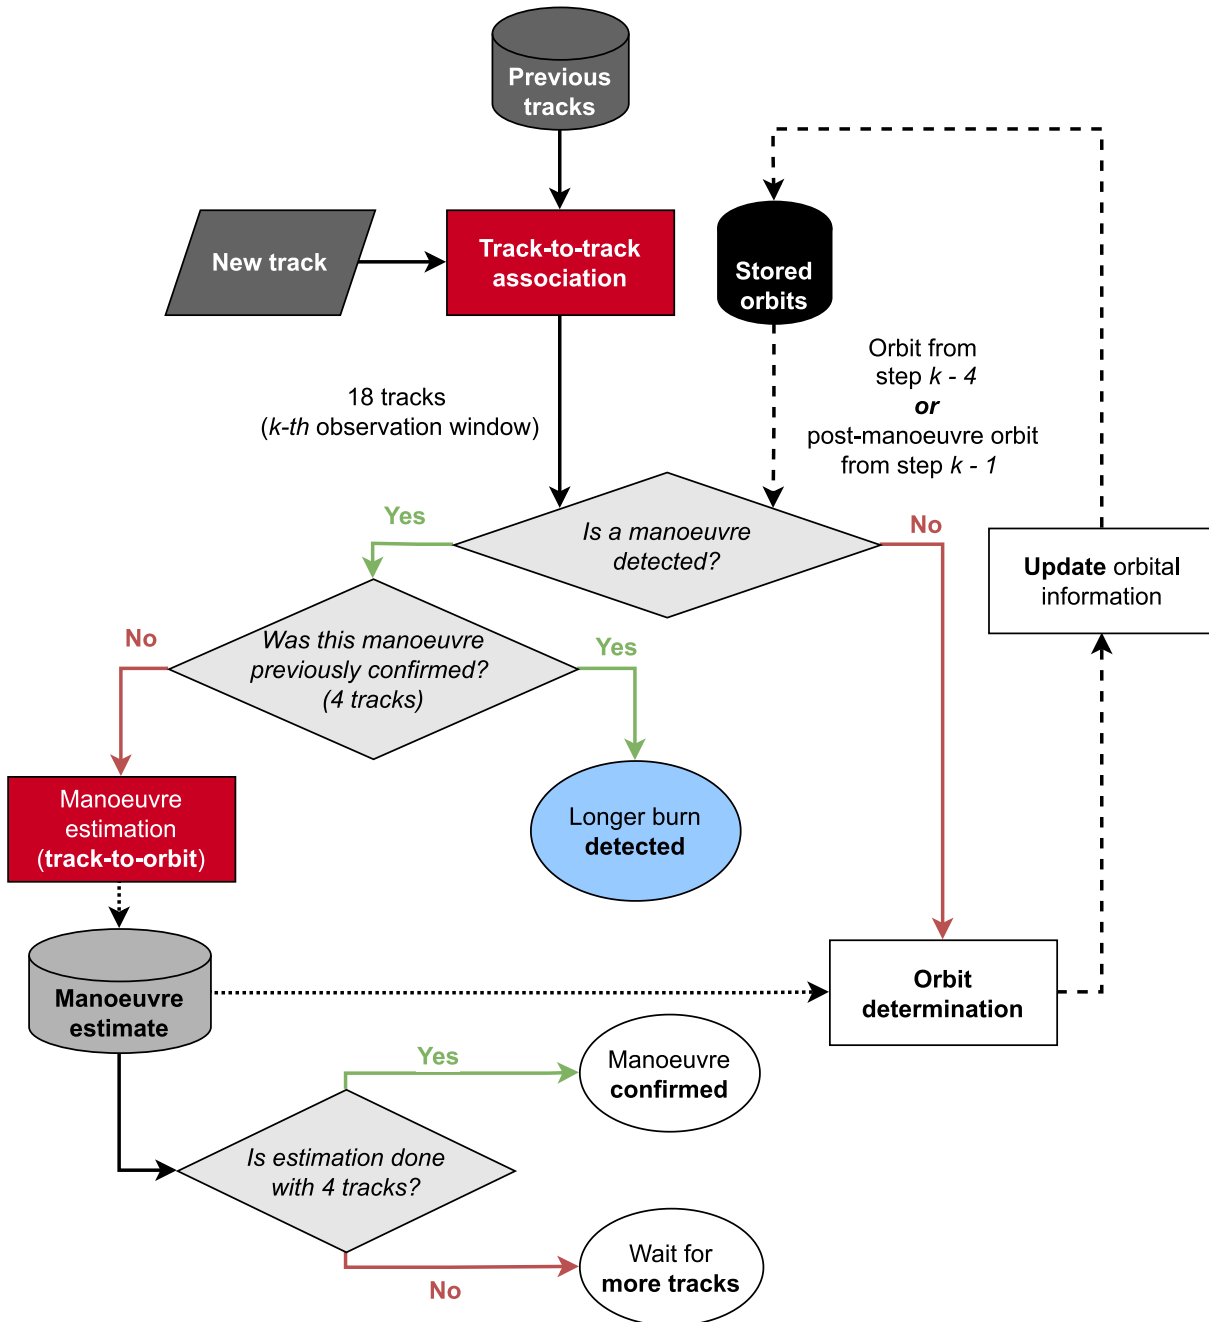 Previous
tracks
New track
Track-to-track
association
Stored
orbits
18 tracks
(k-th observation window)
Orbit from
step k - 4
or
post-manoeuvre orbit
from step k - 1
Yes
Is a manoeuvre
detected?
No
Update orbital
information
No
Was this manoeuvre
previously confirmed?
(4 tracks)
Yes
Manoeuvre
estimation
(track-to-orbit)
Longer burn
detected
Manoeuvre
estimate
Orbit
determination
Yes
Manoeuvre
confirmed
Is estimation done
with 4 tracks?
No
Wait for
more tracks